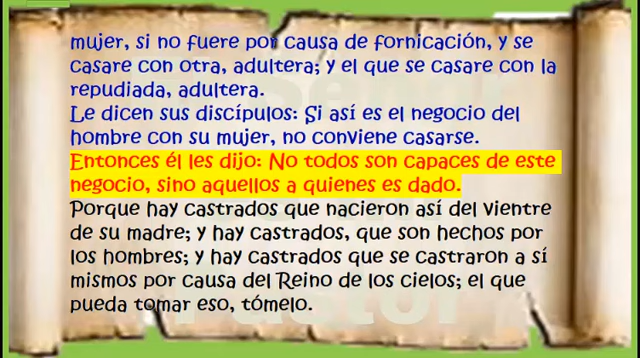 mujer, si no fuere por causa de fornicación, y se
casare con otra, adultera; y el que se casare con la
repudiada, adultera.
Le dicen sus discípulos: Si así es el negocio del
hombre con su mujer, no conviene casarse.
Entonces él les dijo: No todos son capaces de este
negocio, sino aquellos a quienes es dado.
Porque hay castrados que nacieron así del vientre
de su madre; y hay castrados, que son hechos por
los hombres; y hay castrados que se castraron a sí
mismos por causa del Reino de los cielos; el que
pueda tomar eso, tómelo.